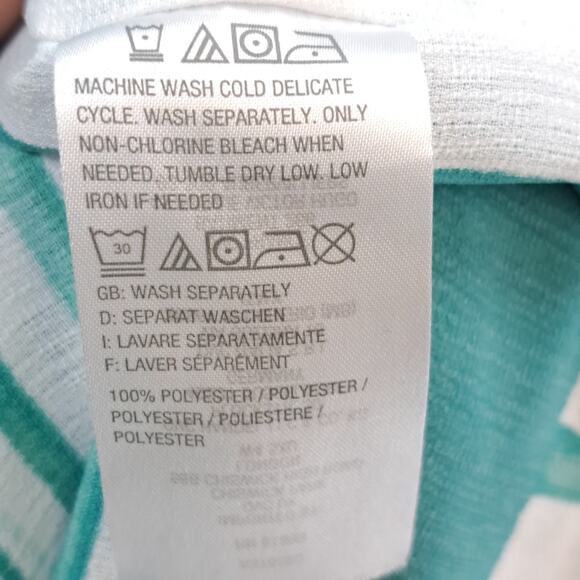 MACHINE WASH COLD DELICATE
CYCLE. WASH SEPARATELY. ONLY
NON-CHLORINE BLEACH WHEN
NEEDED. TUMBLE DRY LOW. LOW
IRON IF NEEDED
30
GB: WASH SEPARATELY
D: SEPARAT WASCHEN
I: LAVARE SEPARATAMENTE
F: LAVER SÉPARÉMENT
100% POLYESTER / POLYESTER /
POLYESTER / POLIESTERE /
POLYESTER